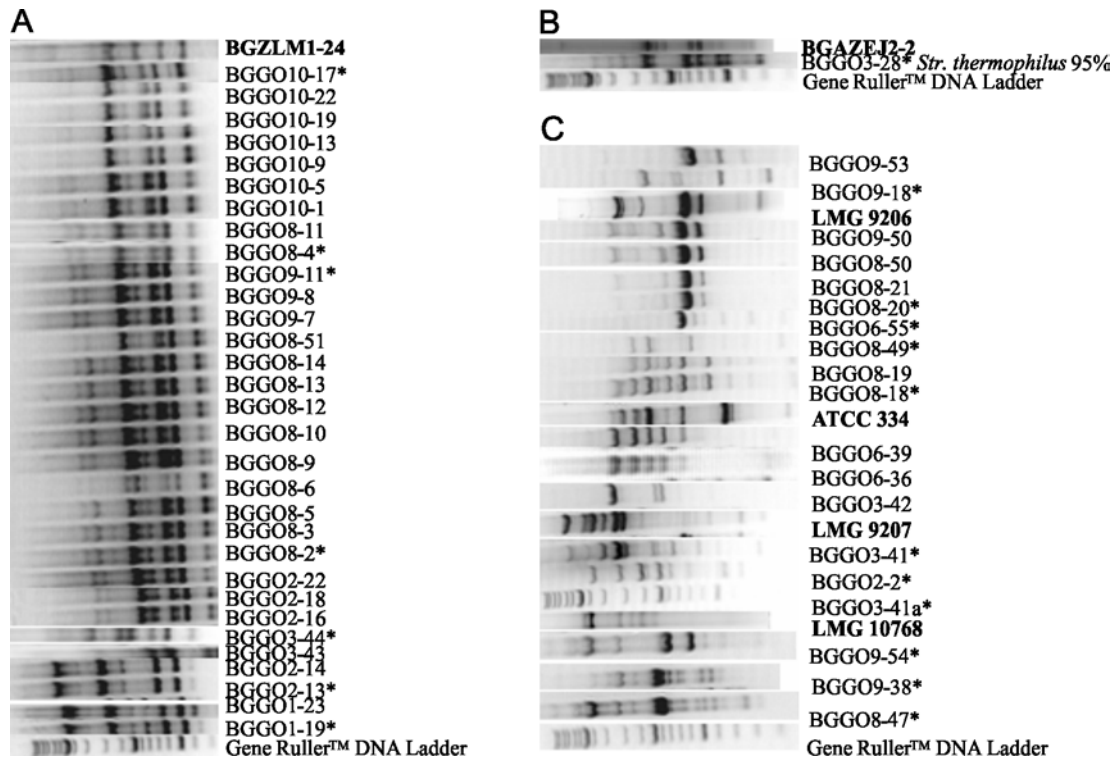 A
BGZLM1-24
BGGO10-17*
BGGO10-22
BGGO10-19
BGGO10-13
BGGO10-9
BGGO10-5
BGGO10-1
BGGO8-11
BGGO8-4*
BGGO9-11*
BGGO9-8
BGGO9-7
BGGO8-51
BGGO8-14
BGGO8-13
BGGO8-12
BGGO8-10
BGGO8-9
BGGO8-6
BGGO8-5
BGGO8-3
BGGO8-2*
BGGO2-22
BGGO2-18
BGGO2-16
BGGO3-44*
BGGO3-43
BGGO2-14
BGGO2-13*
BGGO1-23
BGGO1-19*
Gene Ruller™ DNA Ladder
B
BGAZEJ2-2
BGGO3-28* Str. thermophilus 95%
Gene Ruller™ DNA Ladder
C
BGGO9-53
BGGO9-18*
LMG 9206
BGGO9-50
BGGO8-50
BGGO8-21
BGGO8-20*
BGGO6-55*
BGGO8-49*
BGGO8-19
BGGO8-18*
ATCC 334
BGGO6-39
BGGO6-36
BGGO3-42
LMG 9207
BGGO3-41*
BGGO2-2*
BGGO3-41a*
LMG 10768
BGGO9-54*
BGGO9-38*
BGGO8-47*
Gene Ruller™ DNA Ladder